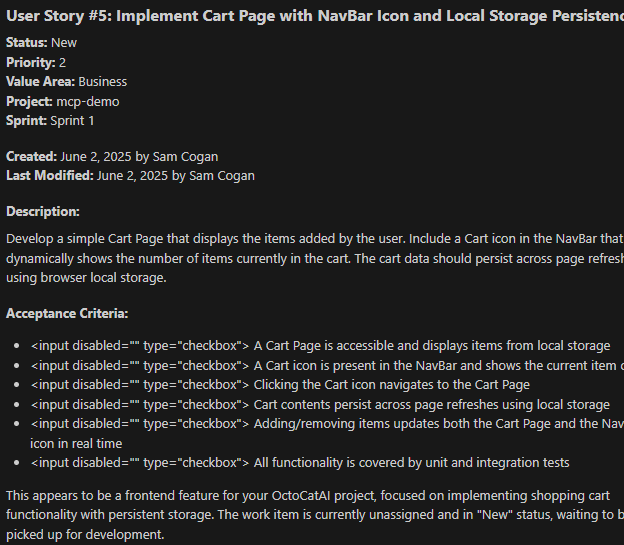 User Story #5: Implement Cart Page with NavBar Icon and Local Storage Persistenc
Status: New
Priority: 2
Value Area: Business
Project: mcp-demo
Sprint: Sprint 1
Created: June 2, 2025 by Sam Cogan
Last Modified: June 2, 2025 by Sam Cogan
Description:
Develop a simple Cart Page that displays the items added by the user. Include a Cart icon in the NavBar that
dynamically shows the number of items currently in the cart. The cart data should persist across page refresh
using browser local storage.
Acceptance Criteria:
• <input disabled="" type="checkbox"> A Cart Page is accessible and displays items from local storage
• <input disabled="" type="checkbox"> A Cart icon is present in the NavBar and shows the current item c
• <input disabled="" type="checkbox"> Clicking the Cart icon navigates to the Cart Page
• <input disabled="" type="checkbox"> Cart contents persist across page refreshes using local storage
• <input disabled="" type="checkbox"> Adding/removing items updates both the Cart Page and the Nav
icon in real time
• <input disabled="" type="checkbox"> All functionality is covered by unit and integration tests
This appears to be a frontend feature for your OctoCatAI project, focused on implementing shopping cart
functionality with persistent storage. The work item is currently unassigned and in "New" status, waiting to b
picked up for development.